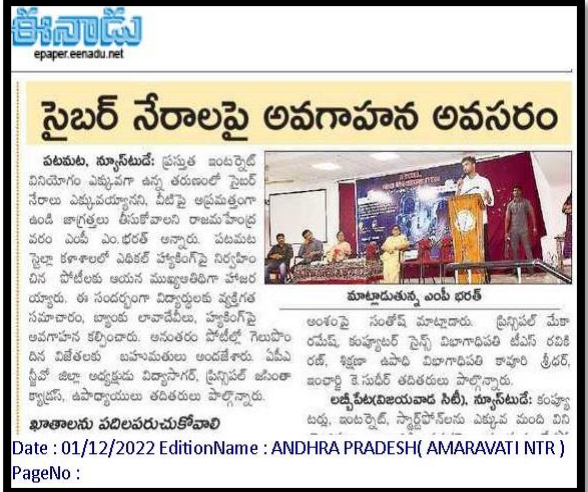 ఈనాడు
epaper.eenadu.net
సైబర్ నేరాలపై అవగాహన అవసరం
పటమట, న్యూస్‌టుడే: ప్రస్తుత ఇంటర్నెట్
వినియోగం ఎక్కువగా ఉన్న తరుణంలో సైబర్
నేరాలు ఎక్కువయ్యాయని, వీటిపై అప్రమత్తంగా
ఉండి జాగ్రత్తలు తీసుకోవాలని రాజమహేంద్ర
వరం ఎంపీ ఎం.భరత్ అన్నారు. పటమట
స్టెల్లా కళాశాలలో ఎథికల్ హ్యాకింగ్‌పై నిర్వహిం
చిన పోటీలకు ఆయన ముఖ్యఅతిథిగా హాజర
య్యారు. ఈ సందర్భంగా విద్యార్థులకు వ్యక్తిగత
సమాచారం, బ్యాంకు లావాదేవీలు, హ్యకింగ్‌పై
అవగాహన కల్పించారు. అనంతరం పోటీల్లో గెలుపొం
దిన విజేతలకు బహుమతులు అందజేశారు. ఏపీఎ
న్జీవో జిల్లా అధ్యక్షుడు విద్యాసాగర్, ప్రిన్సిపల్ జసింతా
క్వాడ్రస్, ఉపాధ్యాయులు తదితరులు పాల్గొన్నారు.
ఖాతాలను పదిలపరుచుకోవాలి
మాట్లాడుతున్న ఎంపీ భరత్
అంశంపై సంతోష్ మాట్లాడారు. ప్రిన్సిపల్ మేకా
రమేష్, కంప్యూటర్ సైన్స్ విభాగాధిపతి టీఎస్ రవికి
రణ్, శిక్షణా ఉపాధి విభాగాధిపతి కావూరి శ్రీధర్,
ఇంఛార్జి కె.సుధీర్ తదితరులు పాల్గొన్నారు.
లబ్బీపేట(విజయవాడ సిటీ), న్యూస్‌టుడే: కంప్యూ
టర్లు, ఇంటర్నెట్, స్మార్ట్‌ఫోన్‌లను ఎక్కువ మంది విని
Date : 01/12/2022 EditionName : ANDHRA PRADESH( AMARAVATI NTR )
PageNo :